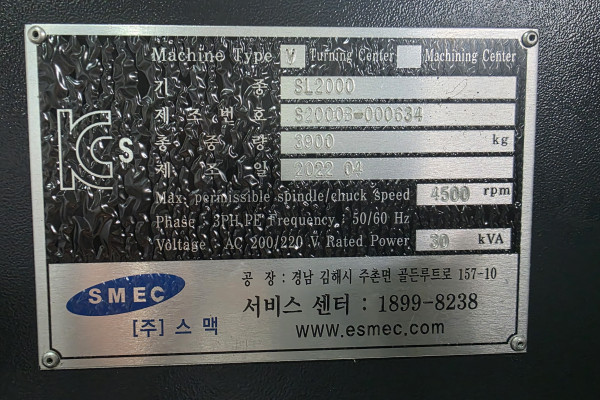 Machine Type V Turning Center Machining Center
기 종 SL2000
제 조 번 호 S2000B-000634
총 중 량 3900 kg
제 조 일 2022 04
Max. permissible spindle/chuck speed 4500 rpm
Phase : 3PH,PE Frequency : 50/60 Hz
Voltage : AC 200/220 V Rated Power 30 kVA
KCs
SMEC
[주] 스 맥
공 장 : 경남 김해시 주촌면 골든루트로 157-10
서비스 센터 : 1899-8238
www.esmec.com